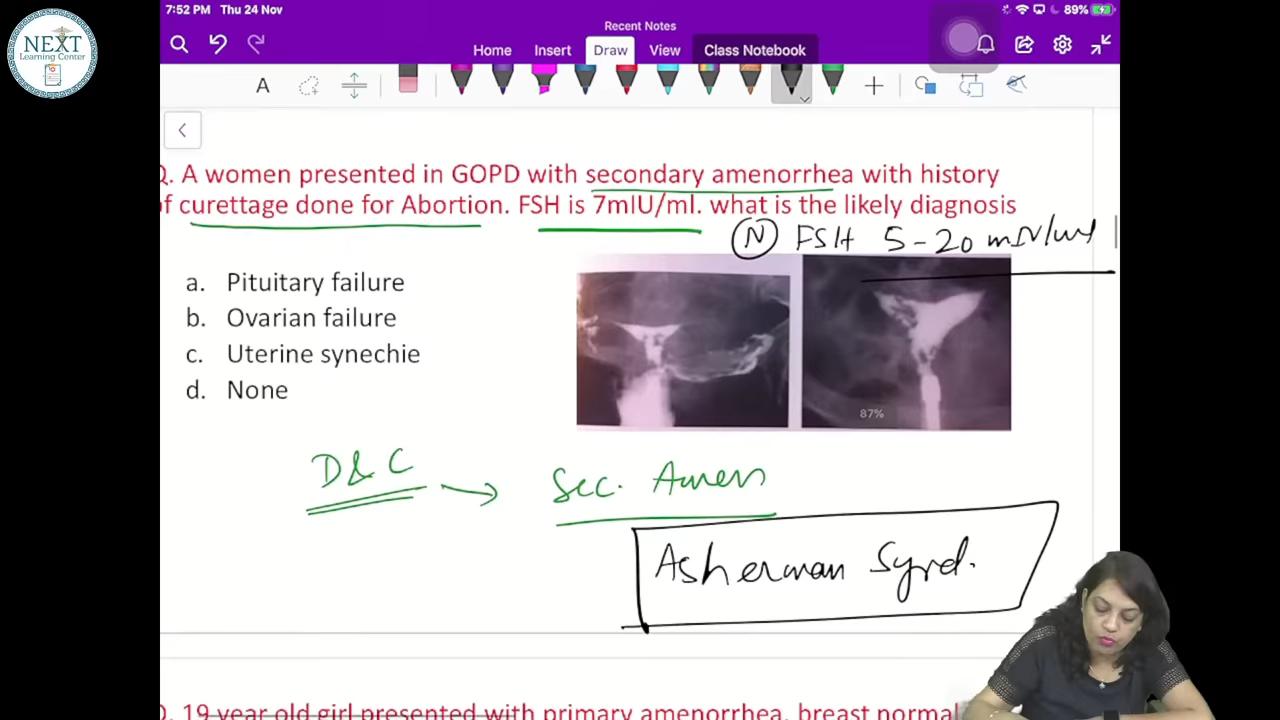 7:52 PM Thu 24 Nov
89%
Recent Notes
NEXT
Learning Center
Home Insert Draw View Class Notebook
A
Q. A women presented in GOPD with secondary amenorrhea with history
f curettage done for Abortion. FSH is 7mIU/ml. what is the likely diagnosis
N FSH 5-20 mIU/ml
a. Pituitary failure
b. Ovarian failure
c. Uterine synechie
d. None
87%
D&C → Sec. Amen
Asherman Synd.
Q. 19 year old girl presented with primary amenorrhea, breast normal